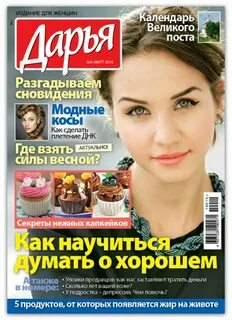 ИЗДАНИЕ ДЛЯ ЖЕНЩИН
Дарья
МАРТ 2015
Календарь
Великого
поста
Разгадываем
сновидения
Модные
косы
Как сделать
плетение ДНК
Где взять АКТУАЛЬНО!
силы весной?
Секреты нежных капкейков
Как научиться
думать о хорошем
А также
в номере:
• Уловки продавцов: как нас заставляют тратить деньги
• Сколько лет вашей коже?
• У подростка – депрессия. Чем помочь?
5 продуктов, от которых появляется жир на животе